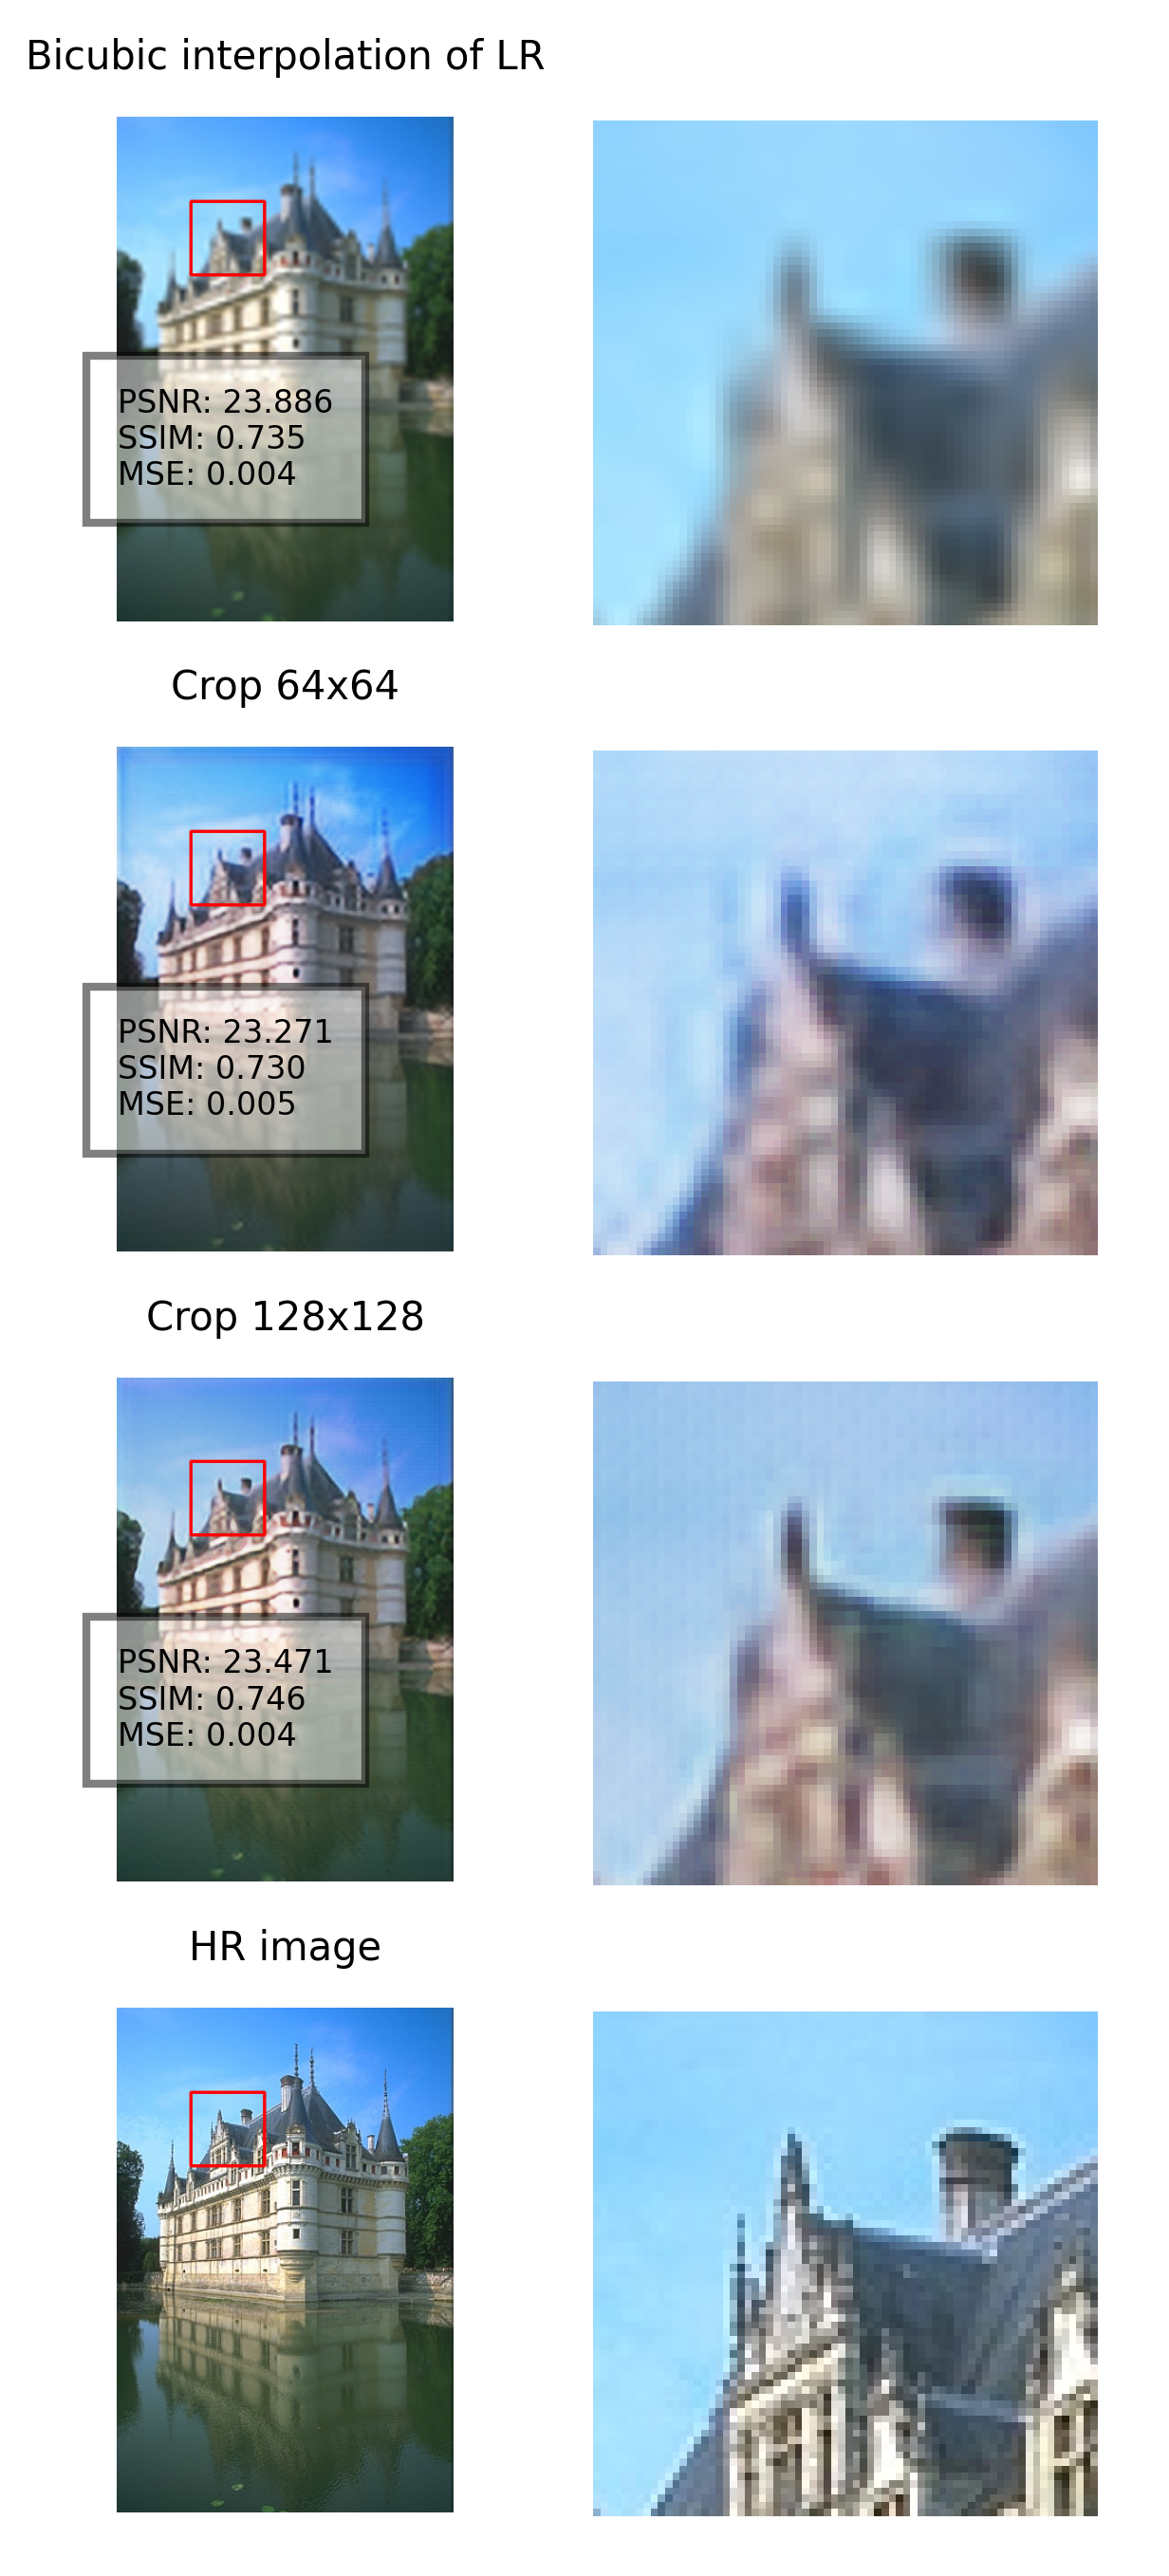 Bicubic interpolation of LR
PSNR: 23.886
SSIM: 0.735
MSE: 0.004
Crop 64x64
PSNR: 23.271
SSIM: 0.730
MSE: 0.005
Crop 128x128
PSNR: 23.471
SSIM: 0.746
MSE: 0.004
HR image